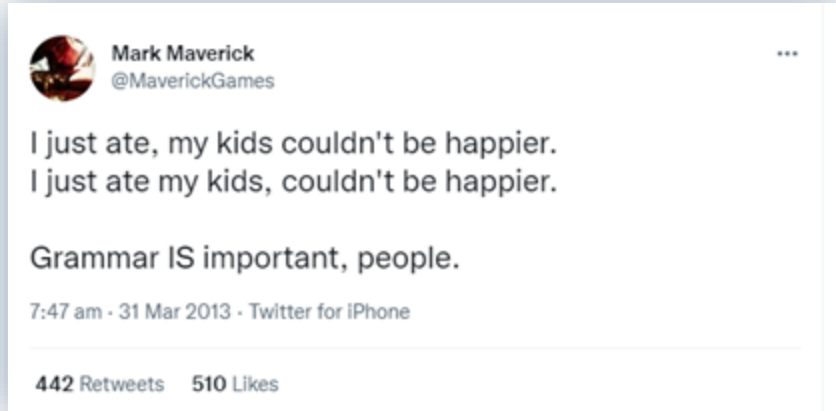 Mark Maverick
@MaverickGames
I just ate, my kids couldn't be happier.
I just ate my kids, couldn't be happier.
Grammar IS important, people.
7:47 am · 31 Mar 2013 · Twitter for iPhone
442 Retweets 510 Likes